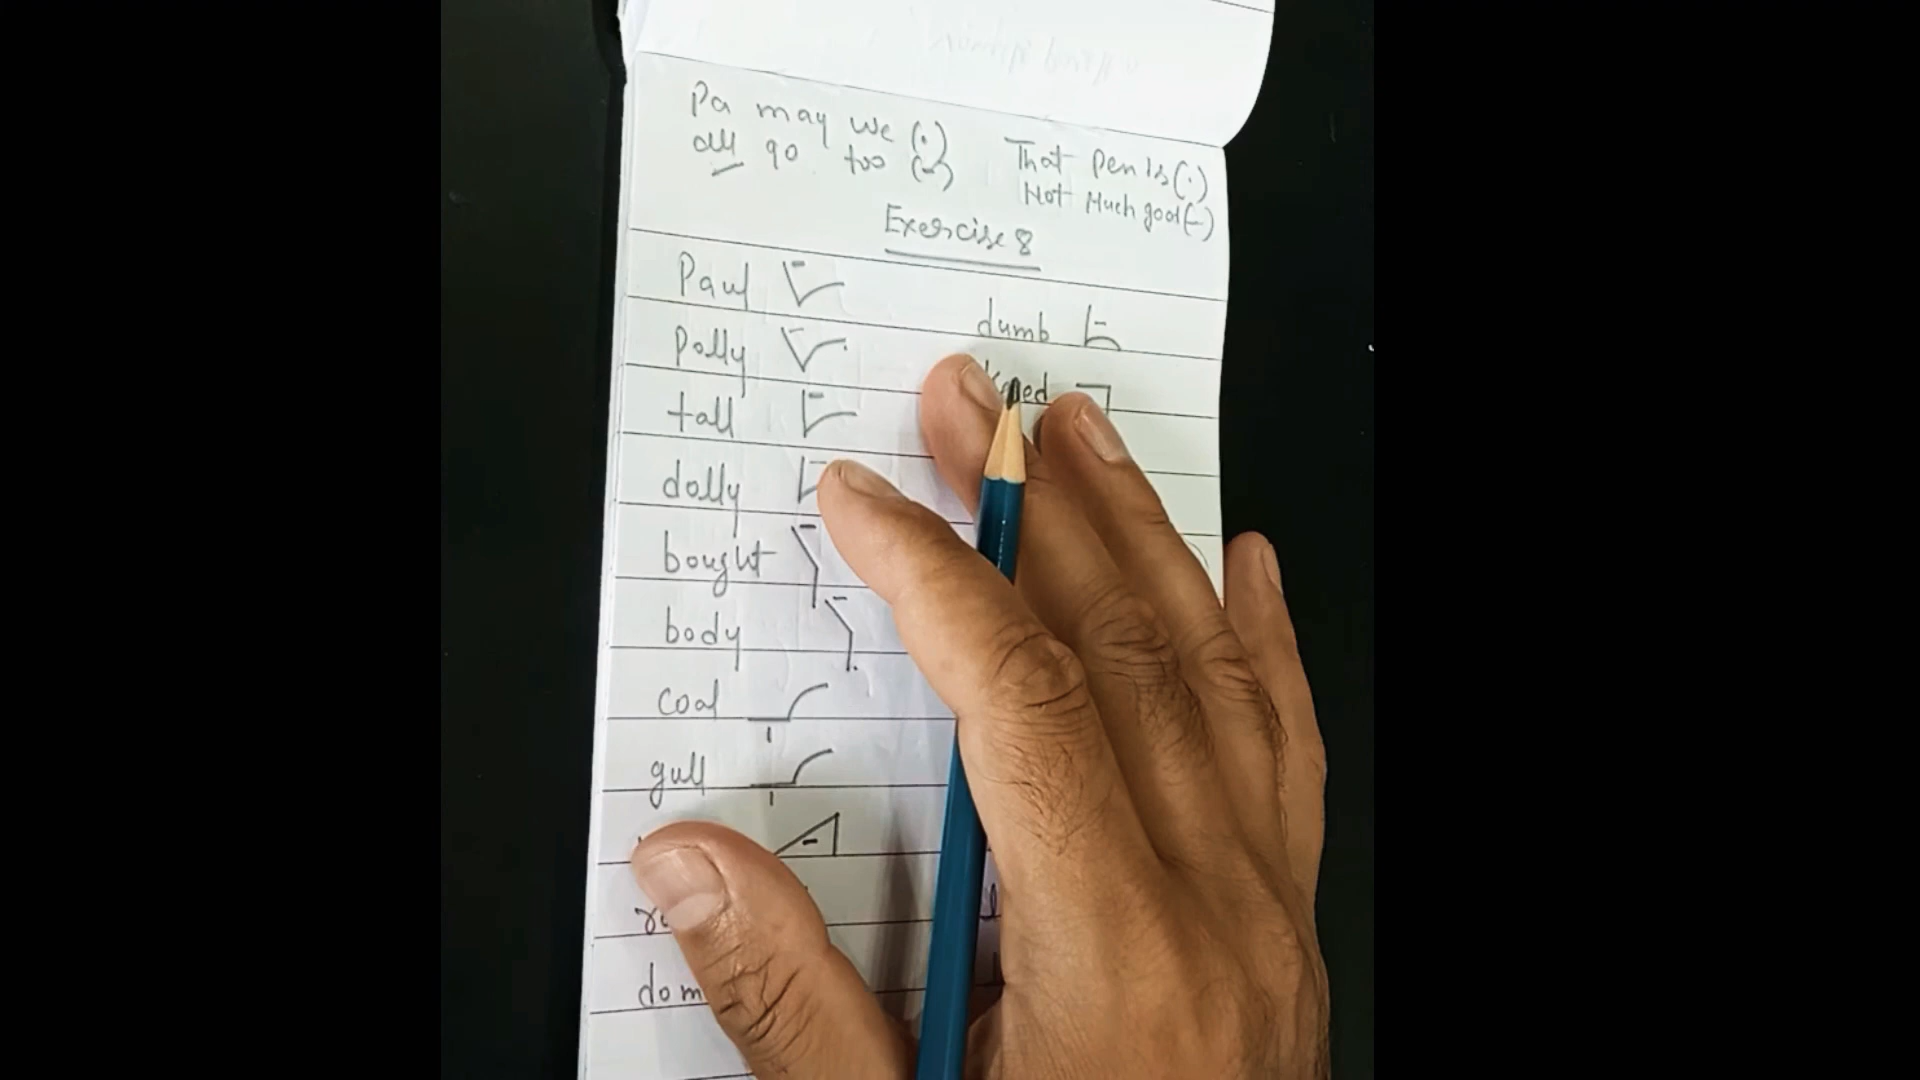 Pa may we (.)
all go too (-)
That pen is (.)
Not Much good (-)
Exercise 8
Paul
Polly
tall
dolly
bought
body
coal
gull
dumb